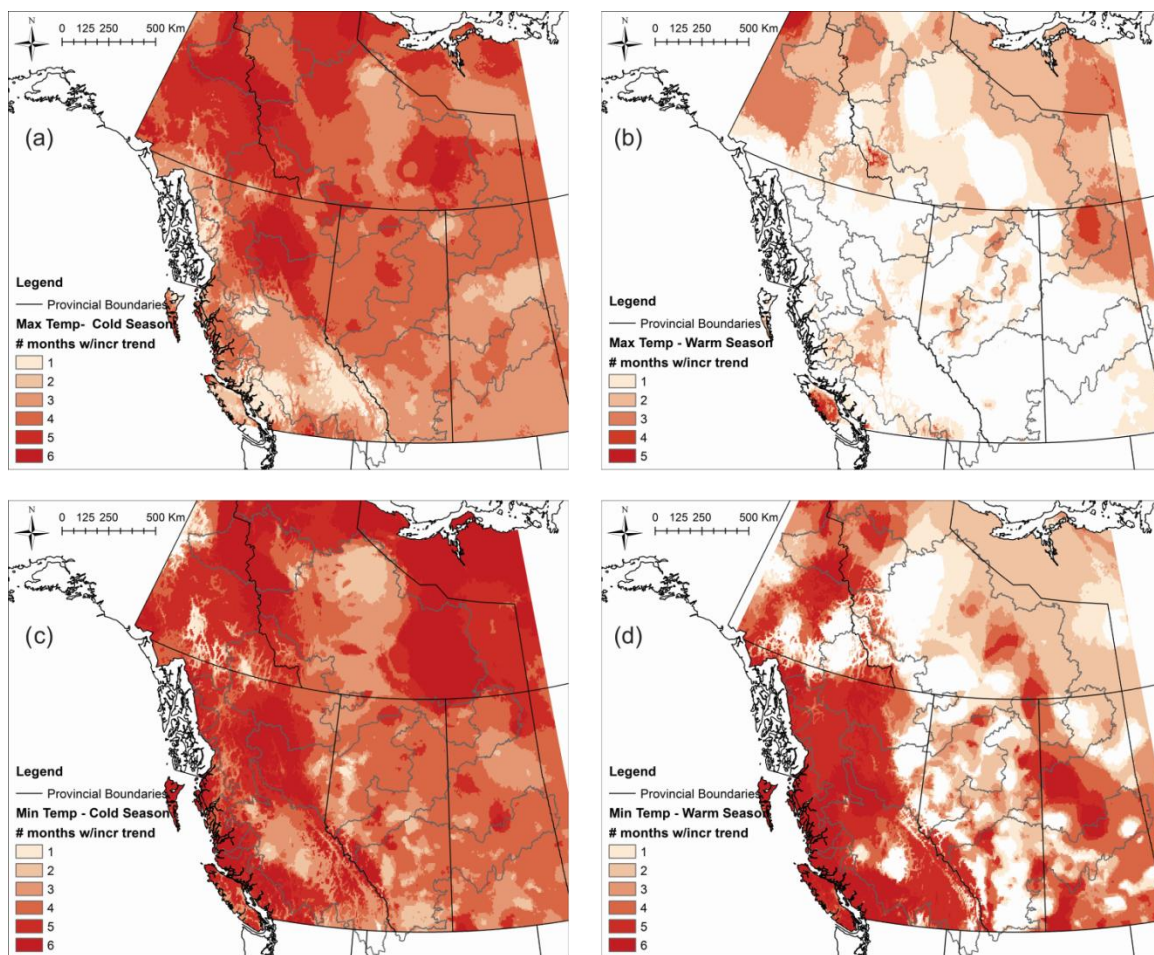 N
0 125 250 500 Km
(a)
Legend
Provincial Boundaries
Max Temp- Cold Season
# months w/incr trend
1
2
3
4
5
6
N
0 125 250 500 Km
(b)
Legend
Provincial Boundaries
Max Temp - Warm Season
# months w/incr trend
1
2
3
4
5
N
0 125 250 500 Km
(c)
Legend
Provincial Boundaries
Min Temp - Cold Season
# months w/incr trend
1
2
3
4
5
6
N
0 125 250 500 Km
(d)
Legend
Provincial Boundaries
Min Temp - Warm Season
# months w/incr trend
1
2
3
4
5
6